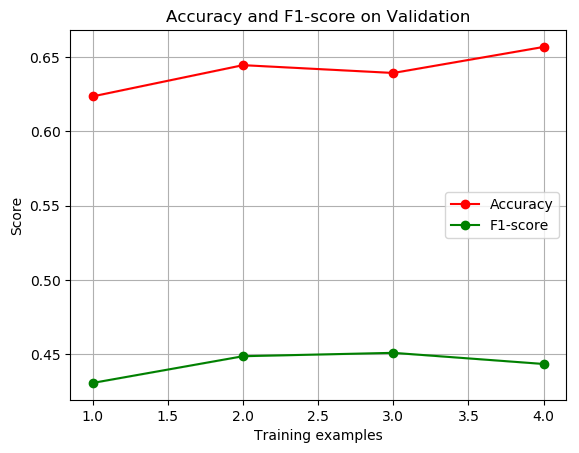 Accuracy and F1-score on Validation
0.65
0.60
0.55
0.50
0.45
Score
Accuracy
F1-score
1.0 1.5 2.0 2.5 3.0 3.5 4.0
Training examples